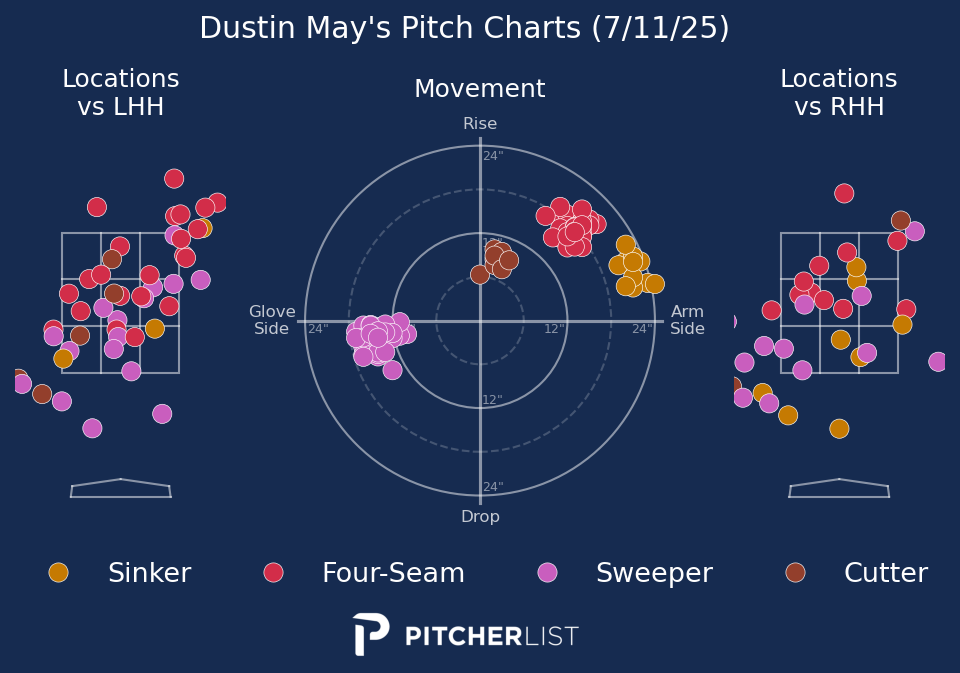 Dustin May's Pitch Charts (7/11/25)
Locations
vs LHH
Movement
Locations
vs RHH
Rise
24"
12"
Glove
Side
24"
12"
24"
Arm
Side
12"
24"
Drop
Sinker
Four-Seam
Sweeper
Cutter
PITCHERLIST